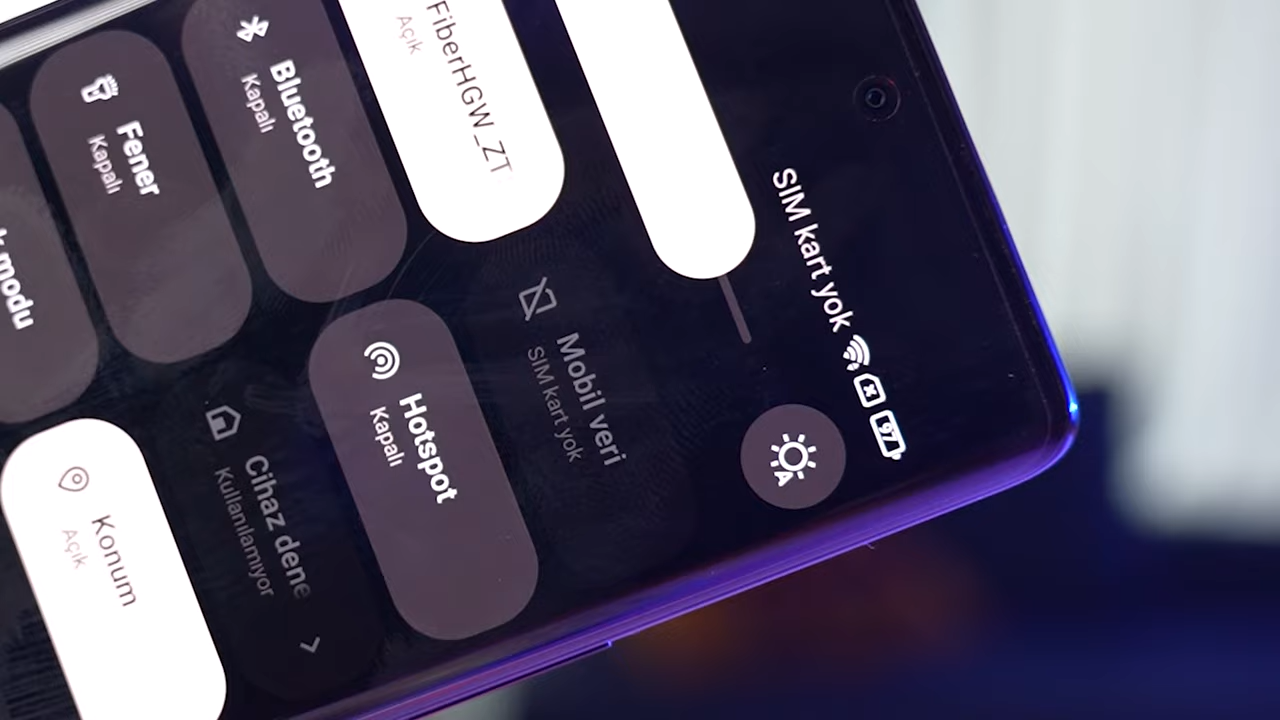 SIM kart yok
97
A
FiberHGW_ZT
Açık
Mobil veri
SIM kart yok
Bluetooth
Kapalı
Hotspot
Kapalı
Fener
Kapalı
Cihaz dene
Kullanılamıyor
modu
Konum
Açık